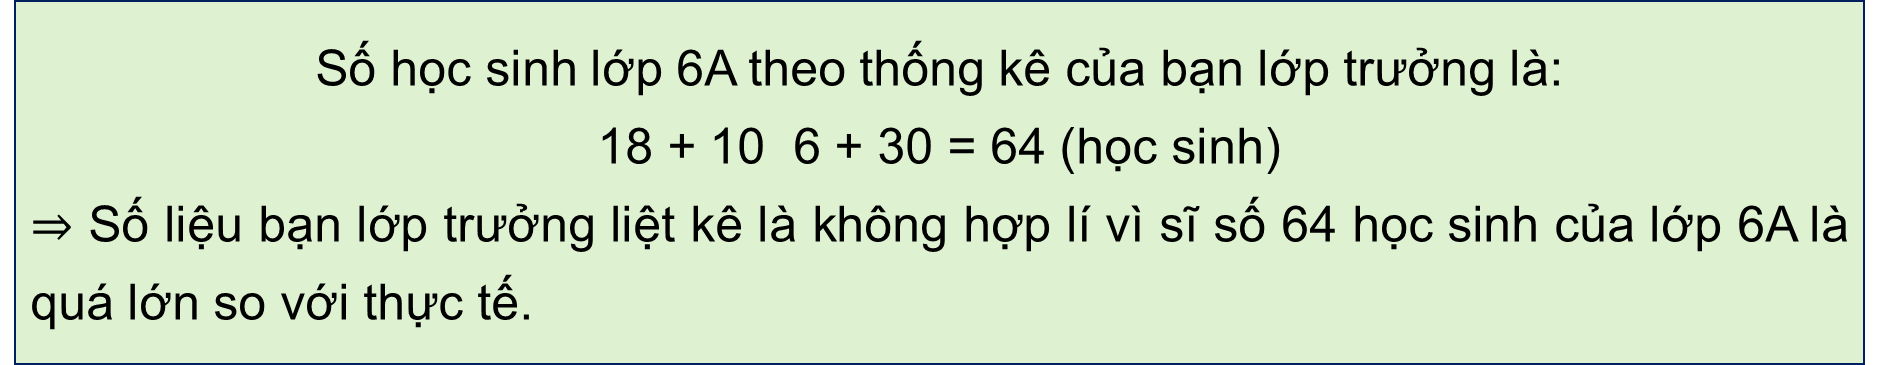 Số học sinh lớp 6A theo thống kê của bạn lớp trưởng là:
18 + 10  6 + 30 = 64 (học sinh)
⇒ Số liệu bạn lớp trưởng liệt kê là không hợp lí vì sĩ số 64 học sinh của lớp 6A là
quá lớn so với thực tế.